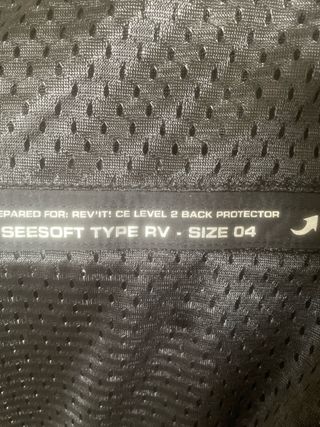 EPARED FOR: REV'IT! CE LEVEL 2 BACK PROTECTOR
SEESOFT TYPE RV - SIZE 04